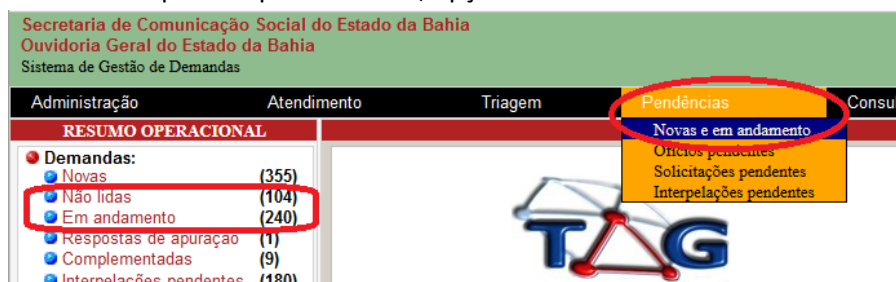 Secretaria de Comunicação Social do Estado da Bahia
Ouvidoria Geral do Estado da Bahia
Sistema de Gestão de Demandas
Administração Atendimento Triagem Pendências Consul
RESUMO OPERACIONAL
Novas e em andamento
Ofícios pendentes
Solicitações pendentes
Interpelações pendentes
Demandas:
Novas (355)
Não lidas (104)
Em andamento (240)
Respostas de apuração (1)
Complementadas (9)
Interpelações pendentes (180)
TAG